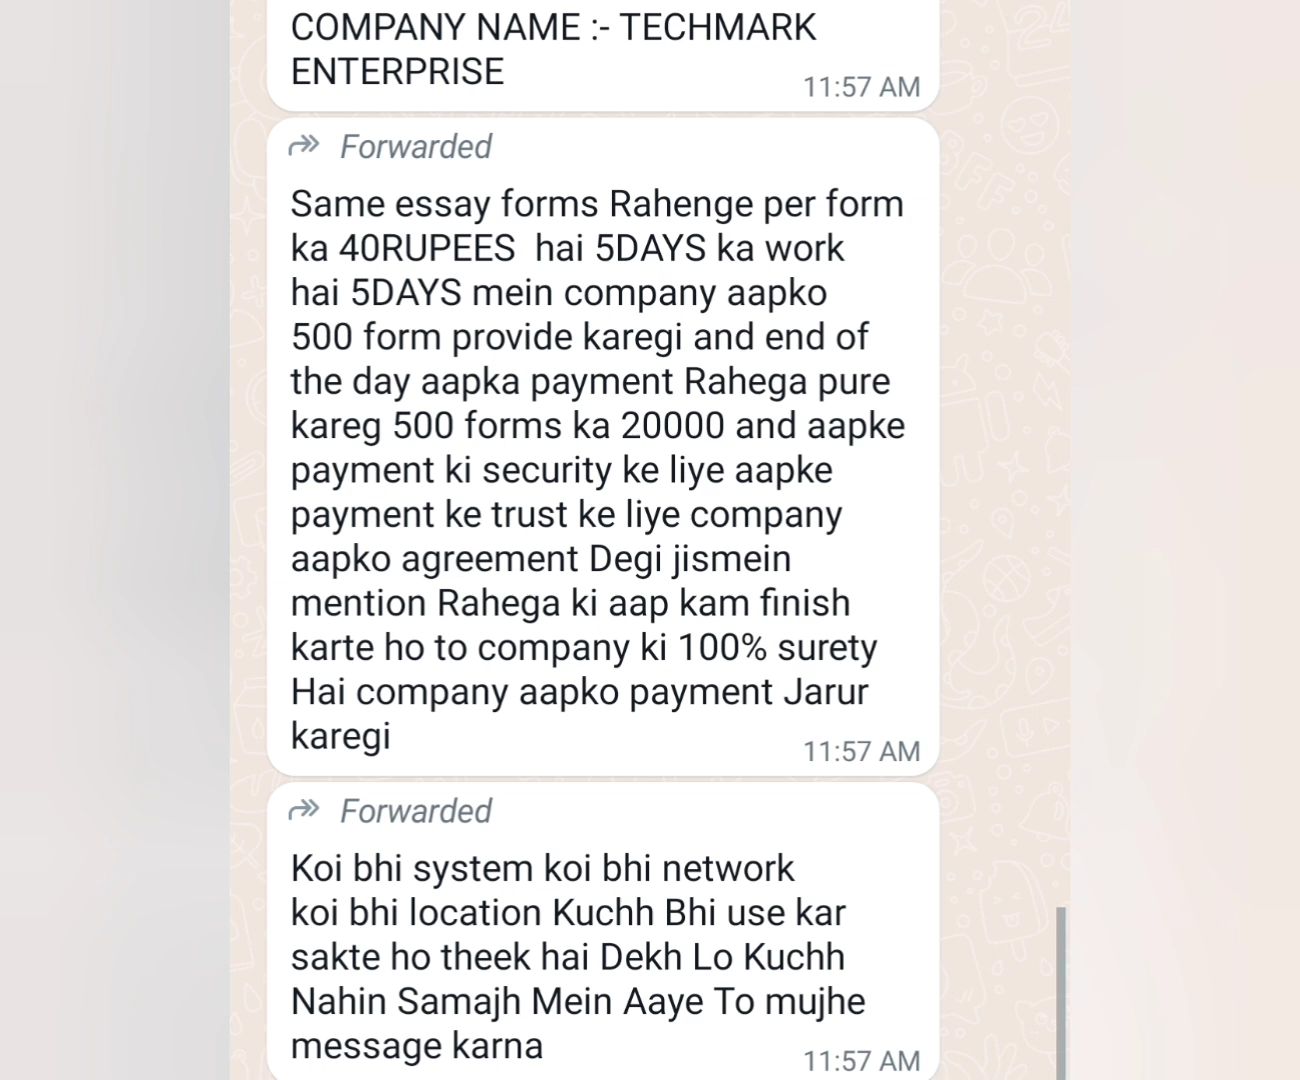 COMPANY NAME :- TECHMARK
ENTERPRISE
11:57 AM
Forwarded
Same essay forms Rahenge per form
ka 40RUPEES  hai 5DAYS ka work
hai 5DAYS mein company aapko
500 form provide karegi and end of
the day aapka payment Rahega pure
kareg 500 forms ka 20000 and aapke
payment ki security ke liye aapke
payment ke trust ke liye company
aapko agreement Degi jismein
mention Rahega ki aap kam finish
karte ho to company ki 100% surety
Hai company aapko payment Jarur
karegi
11:57 AM
Forwarded
Koi bhi system koi bhi network
koi bhi location Kuchh Bhi use kar
sakte ho theek hai Dekh Lo Kuchh
Nahin Samajh Mein Aaye To mujhe
message karna
11:57 AM